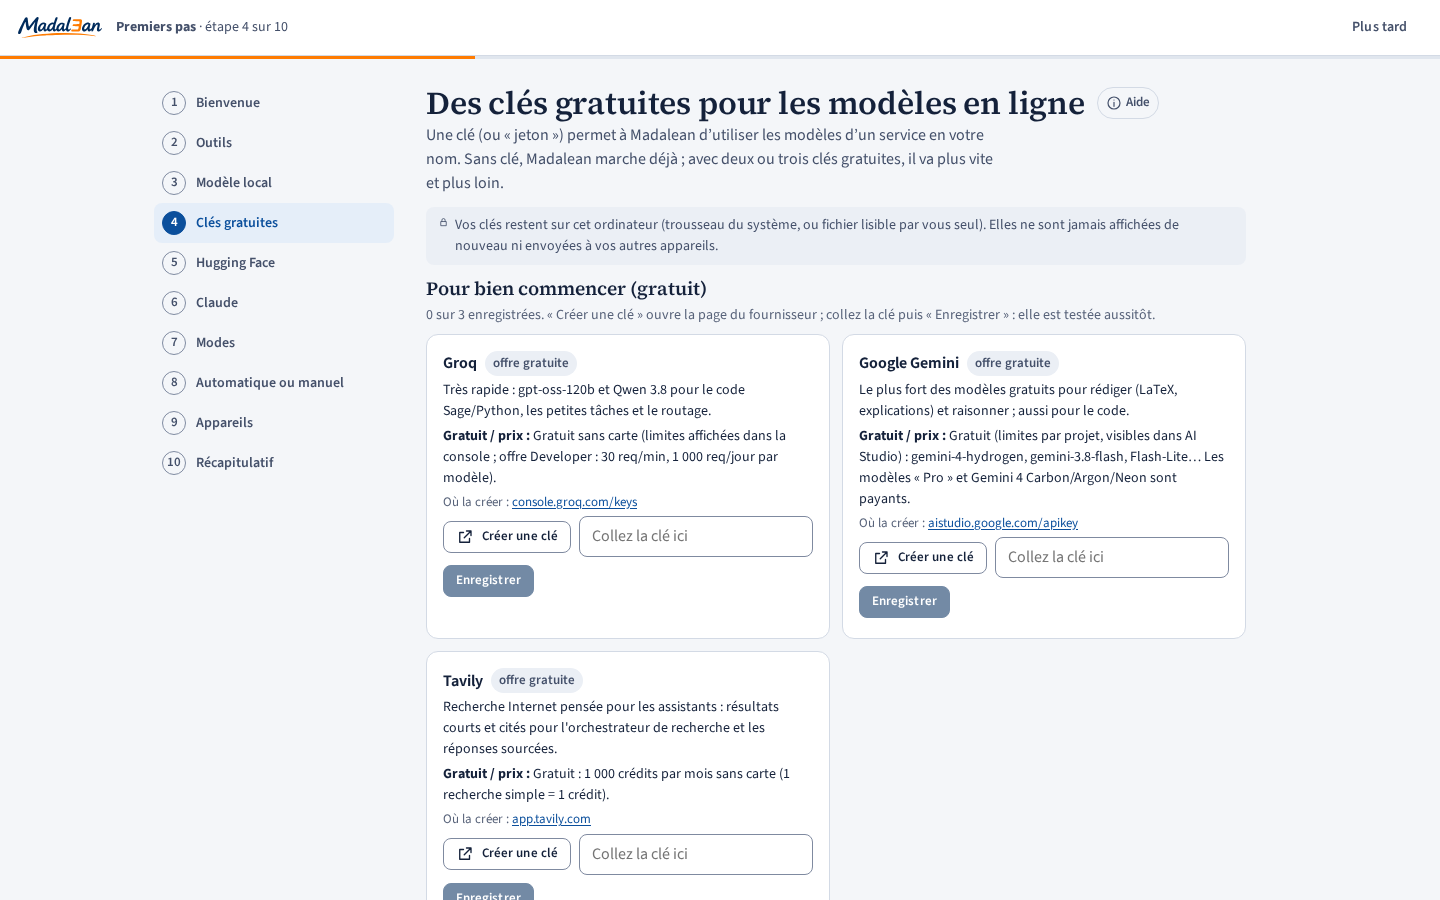 MadalƎan Premiers pas · étape 4 sur 10
Plus tard
1 Bienvenue
2 Outils
3 Modèle local
4 Clés gratuites
5 Hugging Face
6 Claude
7 Modes
8 Automatique ou manuel
9 Appareils
10 Récapitulatif
Des clés gratuites pour les modèles en ligne
Aide
Une clé (ou « jeton ») permet à Madalean d’utiliser les modèles d’un service en votre
nom. Sans clé, Madalean marche déjà ; avec deux ou trois clés gratuites, il va plus vite
et plus loin.
Vos clés restent sur cet ordinateur (trousseau du système, ou fichier lisible par vous seul). Elles ne sont jamais affichées de
nouveau ni envoyées à vos autres appareils.
Pour bien commencer (gratuit)
0 sur 3 enregistrées. « Créer une clé » ouvre la page du fournisseur ; collez la clé puis « Enregistrer » : elle est testée aussitôt.
Groq offre gratuite
Très rapide : gpt-oss-120b et Qwen 3.8 pour le code
Sage/Python, les petites tâches et le routage.
Gratuit / prix : Gratuit sans carte (limites affichées dans la
console ; offre Developer : 30 req/min, 1 000 req/jour par
modèle).
Où la créer : console.groq.com/keys
Créer une clé
Collez la clé ici
Enregistrer
Google Gemini offre gratuite
Le plus fort des modèles gratuits pour rédiger (LaTeX,
explications) et raisonner ; aussi pour le code.
Gratuit / prix : Gratuit (limites par projet, visibles dans AI
Studio) : gemini-4-hydrogen, gemini-3.8-flash, Flash-Lite… Les
modèles « Pro » et Gemini 4 Carbon/Argon/Neon sont
payants.
Où la créer : aistudio.google.com/apikey
Créer une clé
Collez la clé ici
Enregistrer
Tavily offre gratuite
Recherche Internet pensée pour les assistants : résultats
courts et cités pour l'orchestrateur de recherche et les
réponses sourcées.
Gratuit / prix : Gratuit : 1 000 crédits par mois sans carte (1
recherche simple = 1 crédit).
Où la créer : app.tavily.com
Créer une clé
Collez la clé ici
Enregistrer